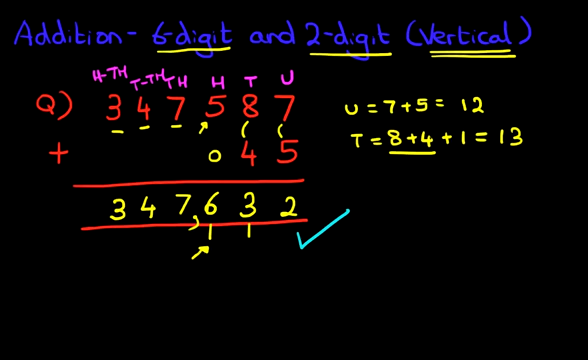 Addition - 6-digit and 2-digit (Vertical)
H-TH T-TH TH H T U
Q) 3 4 7 5 8 7
+ 0 4 5
3 4 7, 6 3 2
1 1
U = 7 + 5 = 12
T = 8 + 4 + 1 = 13